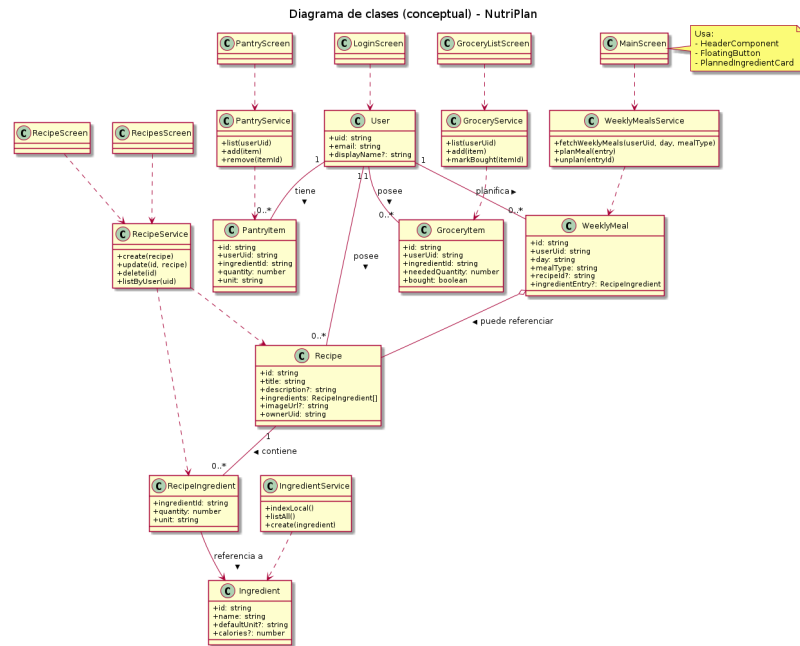 Diagrama de clases (conceptual) - NutriPlan
C PantryScreen
C LoginScreen
C GroceryListScreen
C MainScreen
Usa:
- HeaderComponent
- FloatingButton
- PlannedIngredientCard
C RecipeScreen
C RecipesScreen
C PantryService
+list(userUid)
+add(item)
+remove(itemId)
C User
+uid: string
+email: string
+displayName?: string
C GroceryService
+list(userUid)
+add(item)
+markBought(itemId)
C WeeklyMealsService
+fetchWeeklyMeals(userUid, day, mealType)
+planMeal(entry)
+unplan(entryId)
1
1
1
1
tiene
▼
posee
▼
planifica ►
0..*
0..*
0..*
C RecipeService
+create(recipe)
+update(id, recipe)
+delete(id)
+listByUser(uid)
C PantryItem
+id: string
+userUid: string
+ingredientId: string
+quantity: number
+unit: string
posee
▼
C GroceryItem
+id: string
+userUid: string
+ingredientId: string
+neededQuantity: number
+bought: boolean
C WeeklyMeal
+id: string
+userUid: string
+day: string
+mealType: string
+recipeId?: string
+ingredientEntry?: RecipeIngredient
◄ puede referenciar
0..*
C Recipe
+id: string
+title: string
+description?: string
+ingredients: RecipeIngredient[]
+imageUrl?: string
+ownerUid: string
1
◄ contiene
0..*
C RecipeIngredient
+ingredientId: string
+quantity: number
+unit: string
C IngredientService
+indexLocal()
+listAll()
+create(ingredient)
referencia a
▼
C Ingredient
+id: string
+name: string
+defaultUnit?: string
+calories?: number